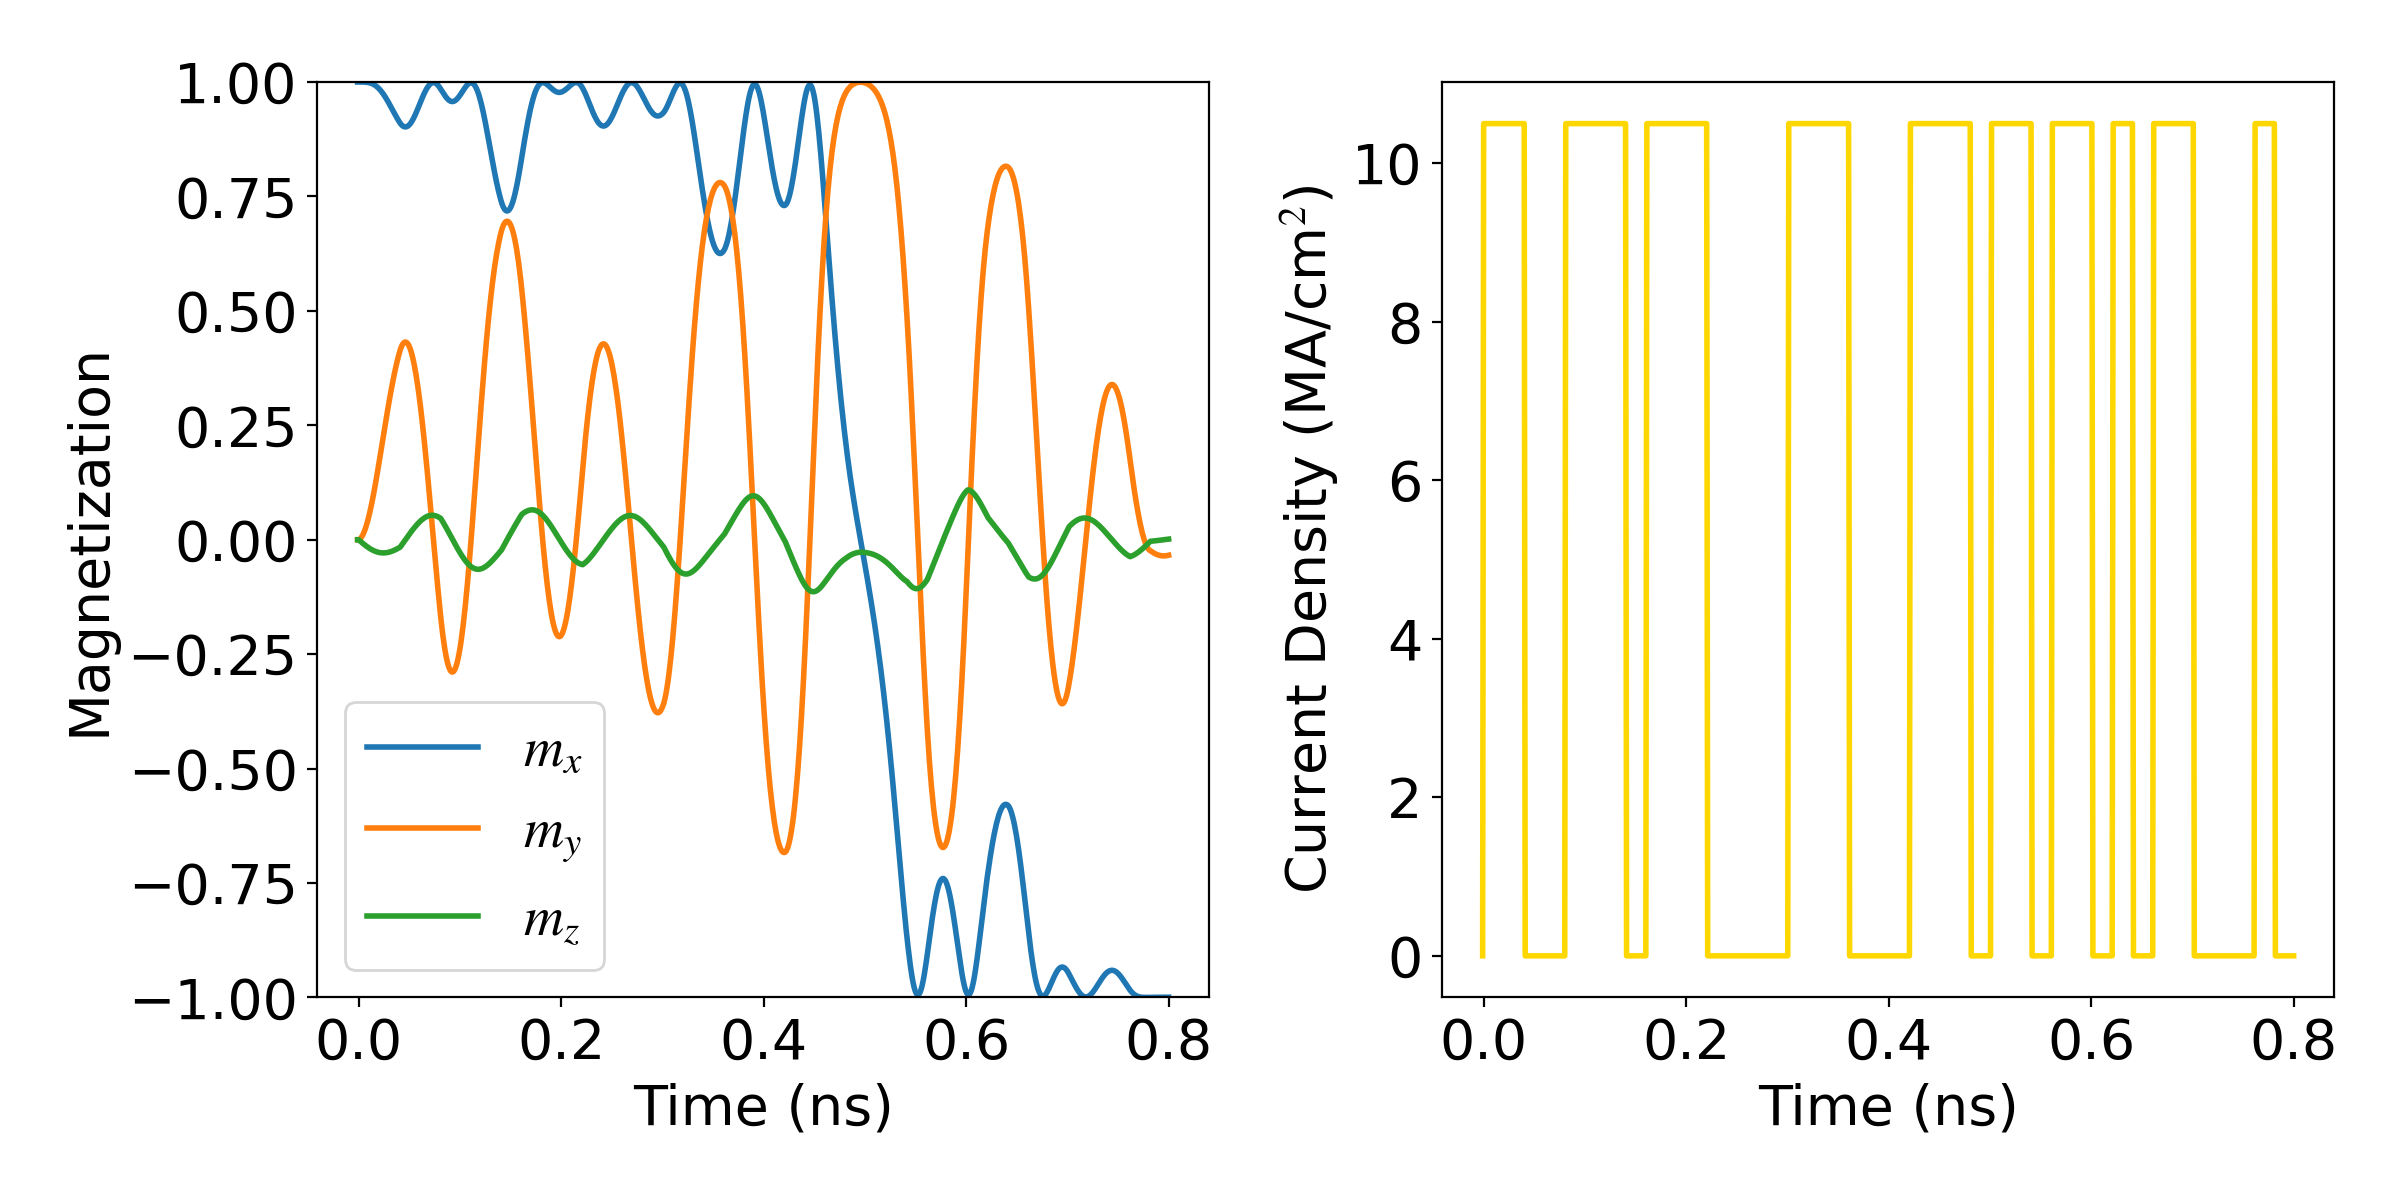 Magnetization
1.00
0.75
0.50
0.25
0.00
−0.25
−0.50
−0.75
−1.00
m_x
m_y
m_z
0.0 0.2 0.4 0.6 0.8
Time (ns)
Current Density (MA/cm²)
10
8
6
4
2
0
0.0 0.2 0.4 0.6 0.8
Time (ns)